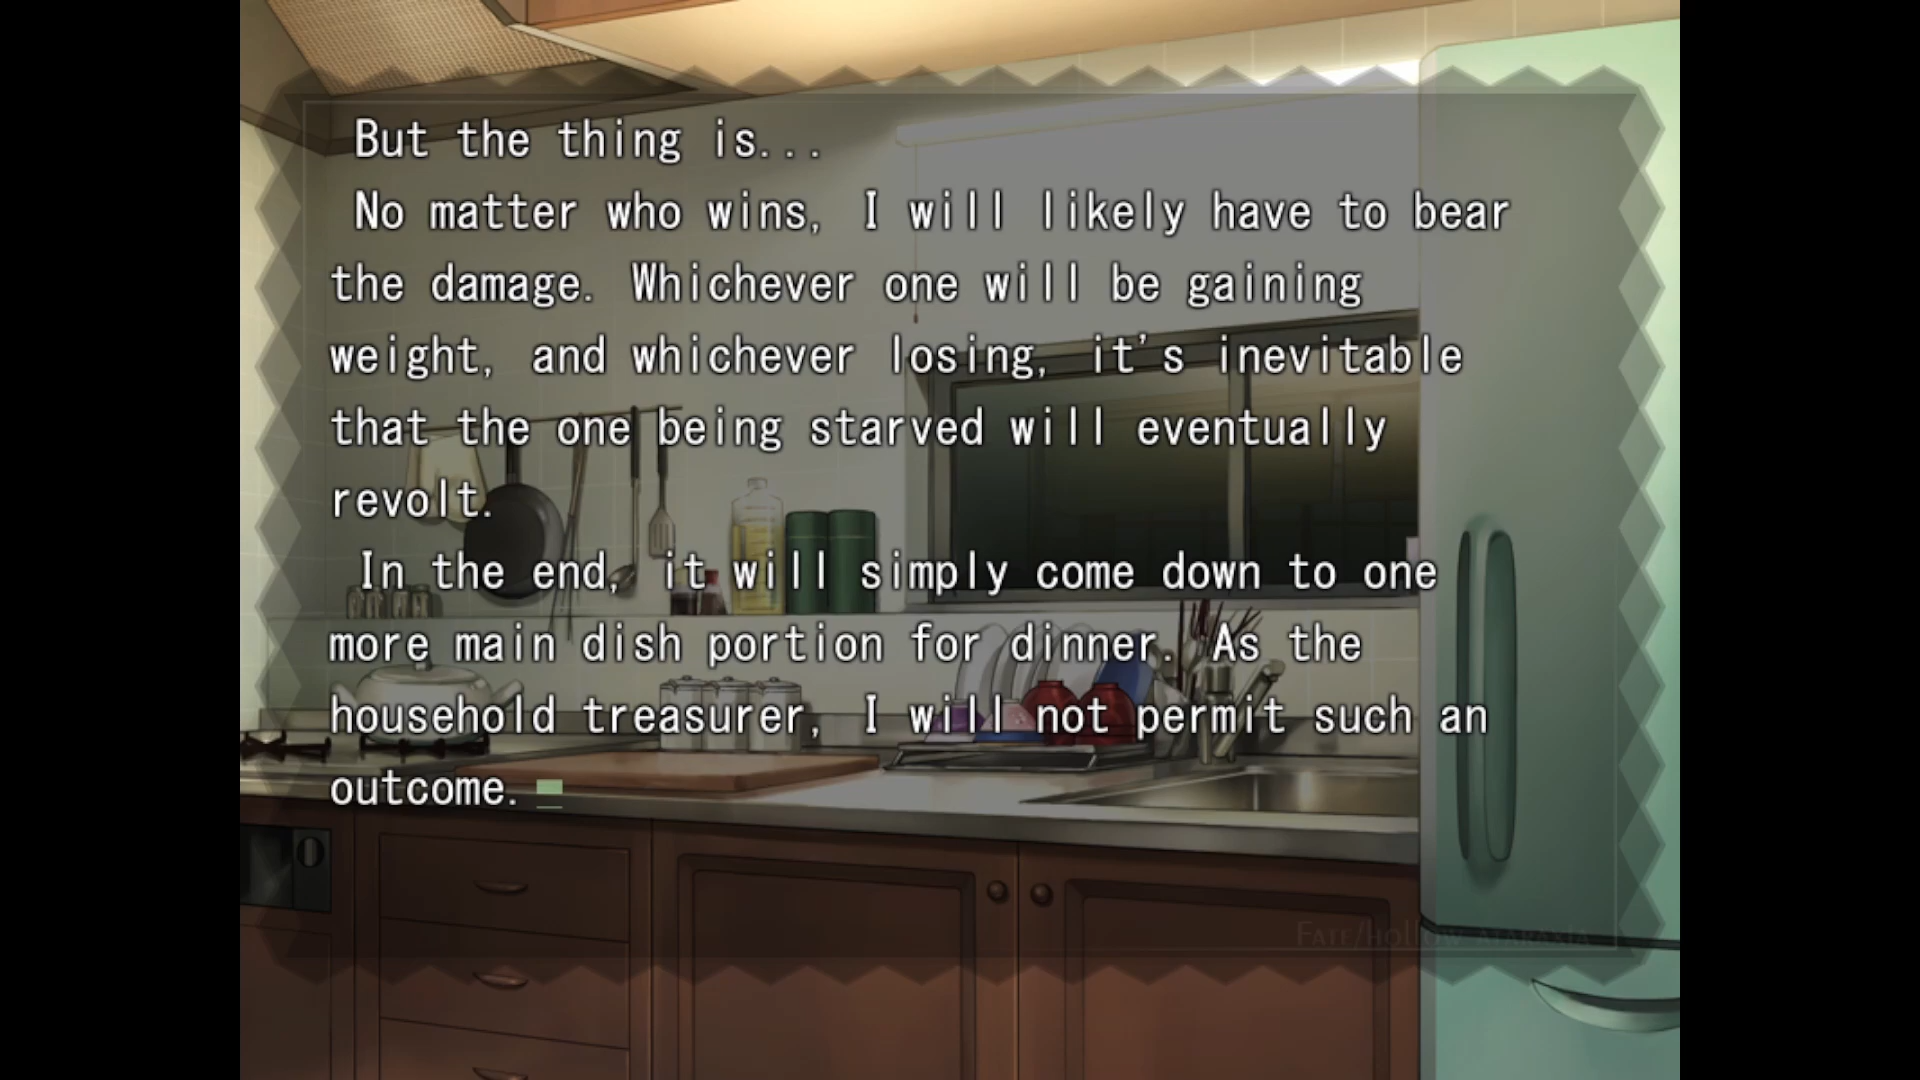 But the thing is...
No matter who wins, I will likely have to bear
the damage. Whichever one will be gaining
weight, and whichever losing, it's inevitable
that the one being starved will eventually
revolt.
In the end, it will simply come down to one
more main dish portion for dinner. As the
household treasurer, I will not permit such an
outcome.
Fate/hollow ataraxia